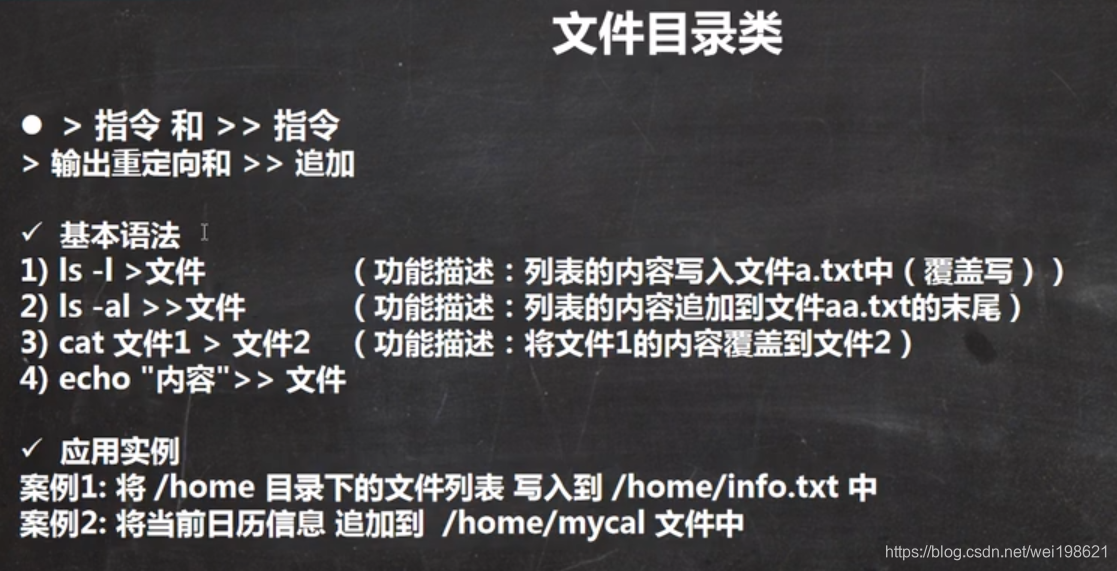 文件目录类
● > 指令 和 >> 指令
> 输出重定向和 >> 追加
✓ 基本语法
1) ls -l >文件 （功能描述：列表的内容写入文件a.txt中（覆盖写））
2) ls -al >>文件 （功能描述：列表的内容追加到文件aa.txt的末尾）
3) cat 文件1 > 文件2 （功能描述：将文件1的内容覆盖到文件2）
4) echo "内容">> 文件
✓ 应用实例
案例1: 将 /home 目录下的文件列表 写入到 /home/info.txt 中
案例2: 将当前日历信息 追加到 /home/mycal 文件中
https://blog.csdn.net/wei198621